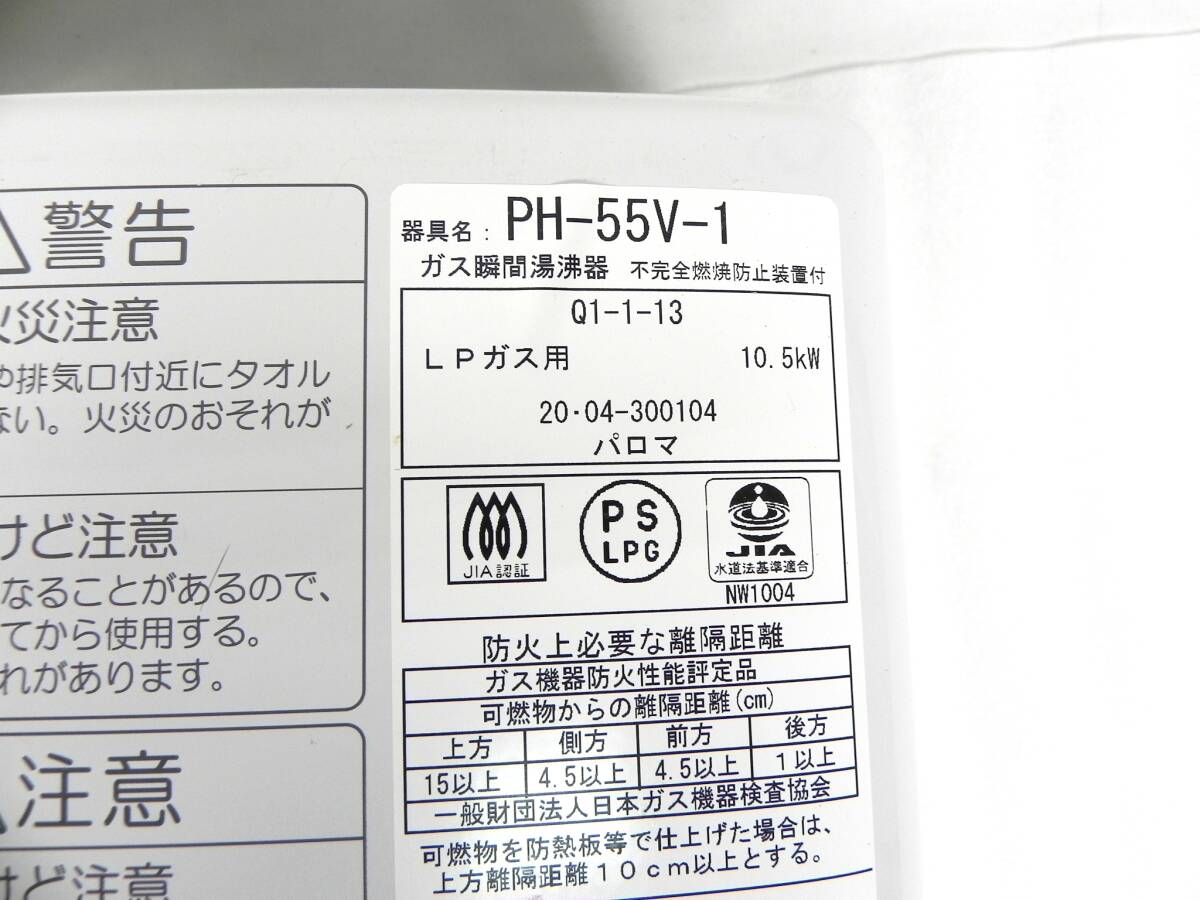 警告
火災注意
や排気口付近にタオル
ない。火災のおそれが
けど注意
なることがあるので、
てから使用する。
れがあります。
注意
けど注意
器具名: PH-55V-1
ガス瞬間湯沸器 不完全燃焼防止装置付
Q1-1-13
LPガス用 10.5kW
20・04-300104
パロマ
JIA認証
PS
LPG
JIA
水道法基準適合
NW1004
防火上必要な離隔距離
ガス機器防火性能評定品
可燃物からの離隔距離(cm)
上方 側方 前方 後方
15以上 4.5以上 4.5以上 1以上
一般財団法人日本ガス機器検査協会
可燃物を防熱板等で仕上げた場合は、
上方離隔距離10cm以上とする。